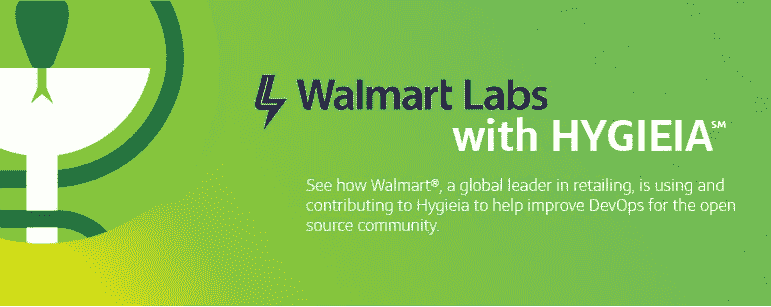 Walmart Labs
with HYGIEIA℠
See how Walmart®, a global leader in retailing, is using and
contributing to Hygieia to help improve DevOps for the open
source community.